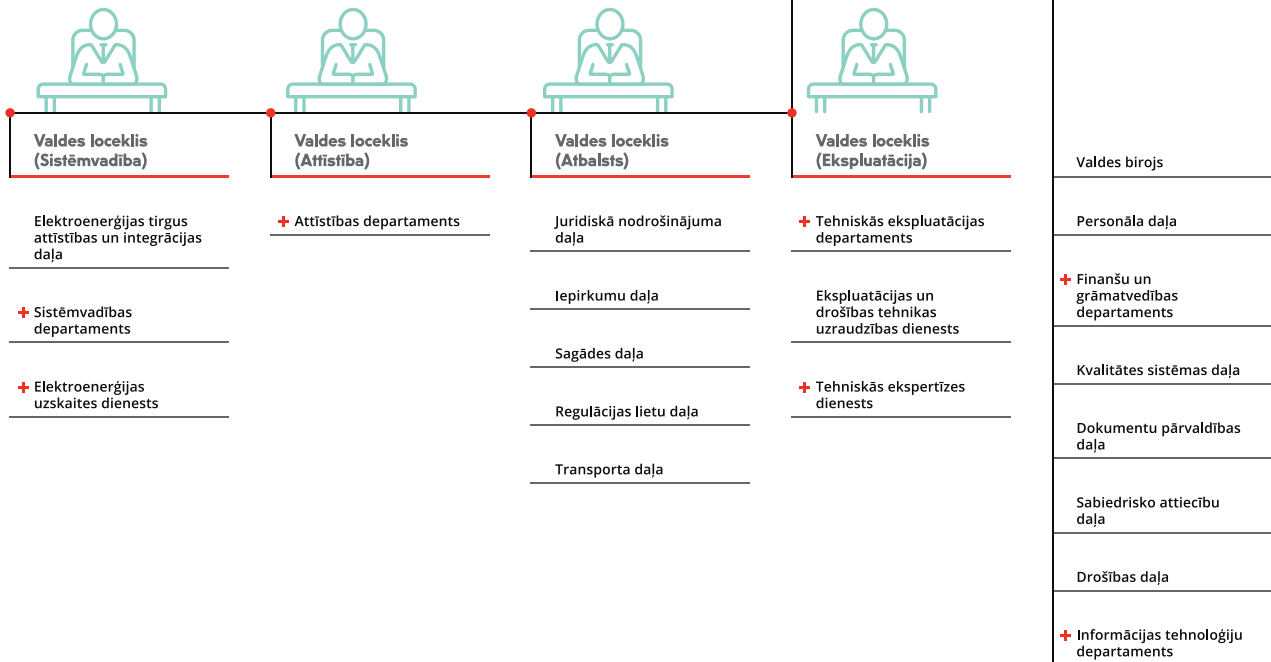 Valdes loceklis
(Sistēmvadība)
Elektroenerģijas tirgus
attīstības un integrācijas
daļa
+ Sistēmvadības
departaments
+ Elektroenerģijas
uzskaites dienests
Valdes loceklis
(Attīstība)
+ Attīstības departaments
Valdes loceklis
(Atbalsts)
Juridiskā nodrošinājuma
daļa
Iepirkumu daļa
Sagādes daļa
Regulācijas lietu daļa
Transporta daļa
Valdes loceklis
(Ekspluatācija)
+ Tehniskās ekspluatācijas
departaments
Ekspluatācijas un
drošības tehnikas
uzraudzības dienests
+ Tehniskās ekspertīzes
dienests
Valdes birojs
Personāla daļa
+ Finanšu un
grāmatvedības
departaments
Kvalitātes sistēmas daļa
Dokumentu pārvaldības
daļa
Sabiedrisko attiecību
daļa
Drošības daļa
+ Informācijas tehnoloģiju
departaments